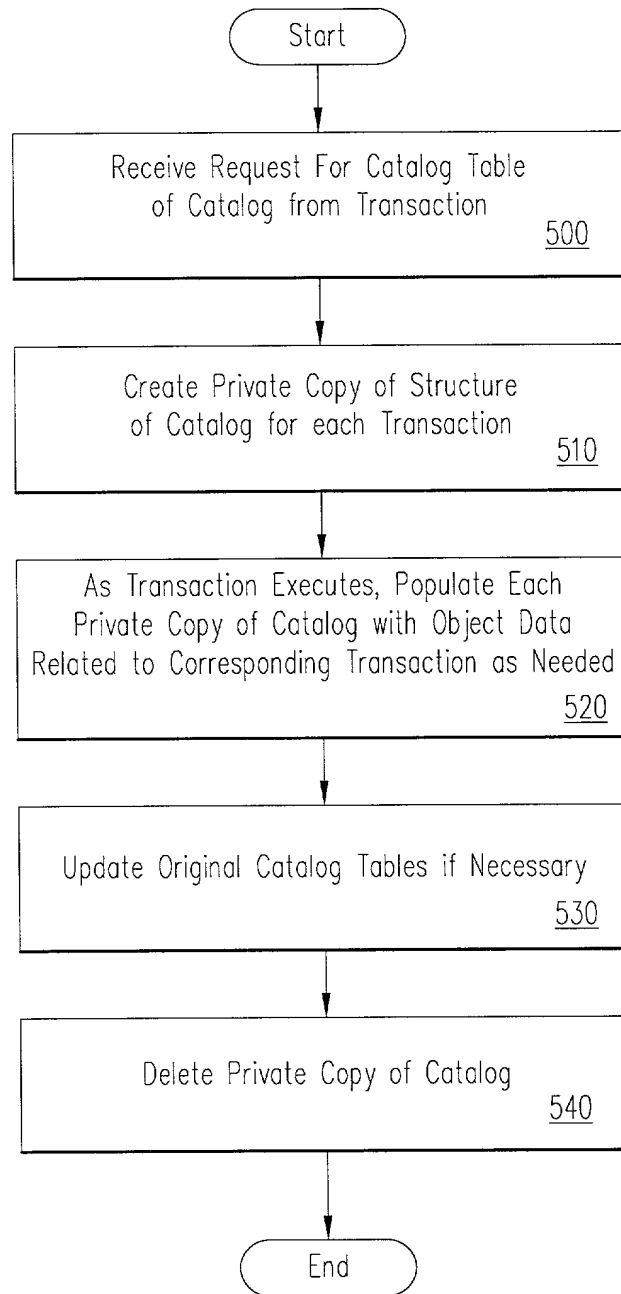 Start
Receive Request For Catalog Table
of Catalog from Transaction
500
Create Private Copy of Structure
of Catalog for each Transaction
510
As Transaction Executes, Populate Each
Private Copy of Catalog with Object Data
Related to Corresponding Transaction as Needed
520
Update Original Catalog Tables if Necessary
530
Delete Private Copy of Catalog
540
End